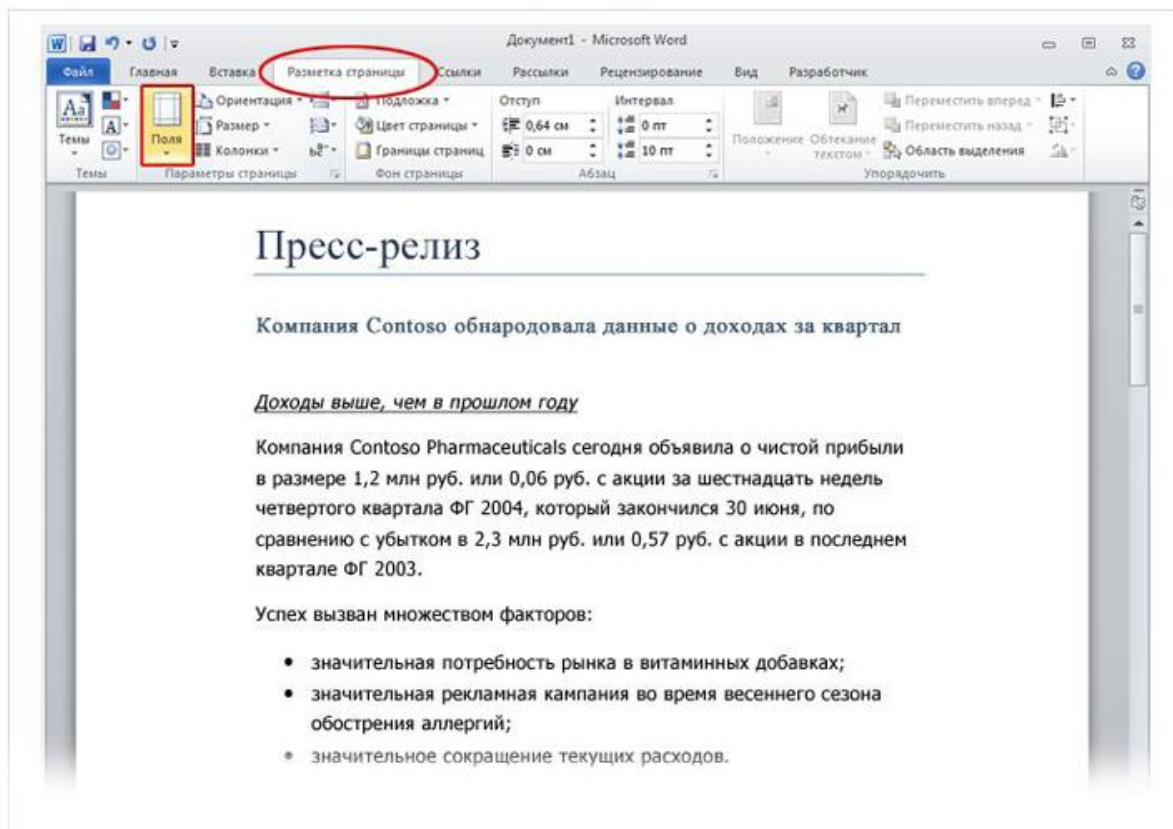 W Документ1 - Microsoft Word
Файл Главная Вставка Разметка страницы Ссылки Рассылки Рецензирование Вид Разработчик
Aa Ориентация Подложка Отступ Интервал Переместить вперед
A Размер Цвет страницы 0,64 см 0 пт Переместить назад
Темы Поля Колонки Границы страниц 0 см 10 пт Положение Обтекание текстом Область выделения
Темы Параметры страницы Фон страницы Абзац Упорядочить
Пресс-релиз
Компания Contoso обнародовала данные о доходах за квартал
Доходы выше, чем в прошлом году
Компания Contoso Pharmaceuticals сегодня объявила о чистой прибыли
в размере 1,2 млн руб. или 0,06 руб. с акции за шестнадцать недель
четвертого квартала ФГ 2004, который закончился 30 июня, по
сравнению с убытком в 2,3 млн руб. или 0,57 руб. с акции в последнем
квартале ФГ 2003.
Успех вызван множеством факторов:
• значительная потребность рынка в витаминных добавках;
• значительная рекламная кампания во время весеннего сезона
обострения аллергий;
• значительное сокращение текущих расходов.